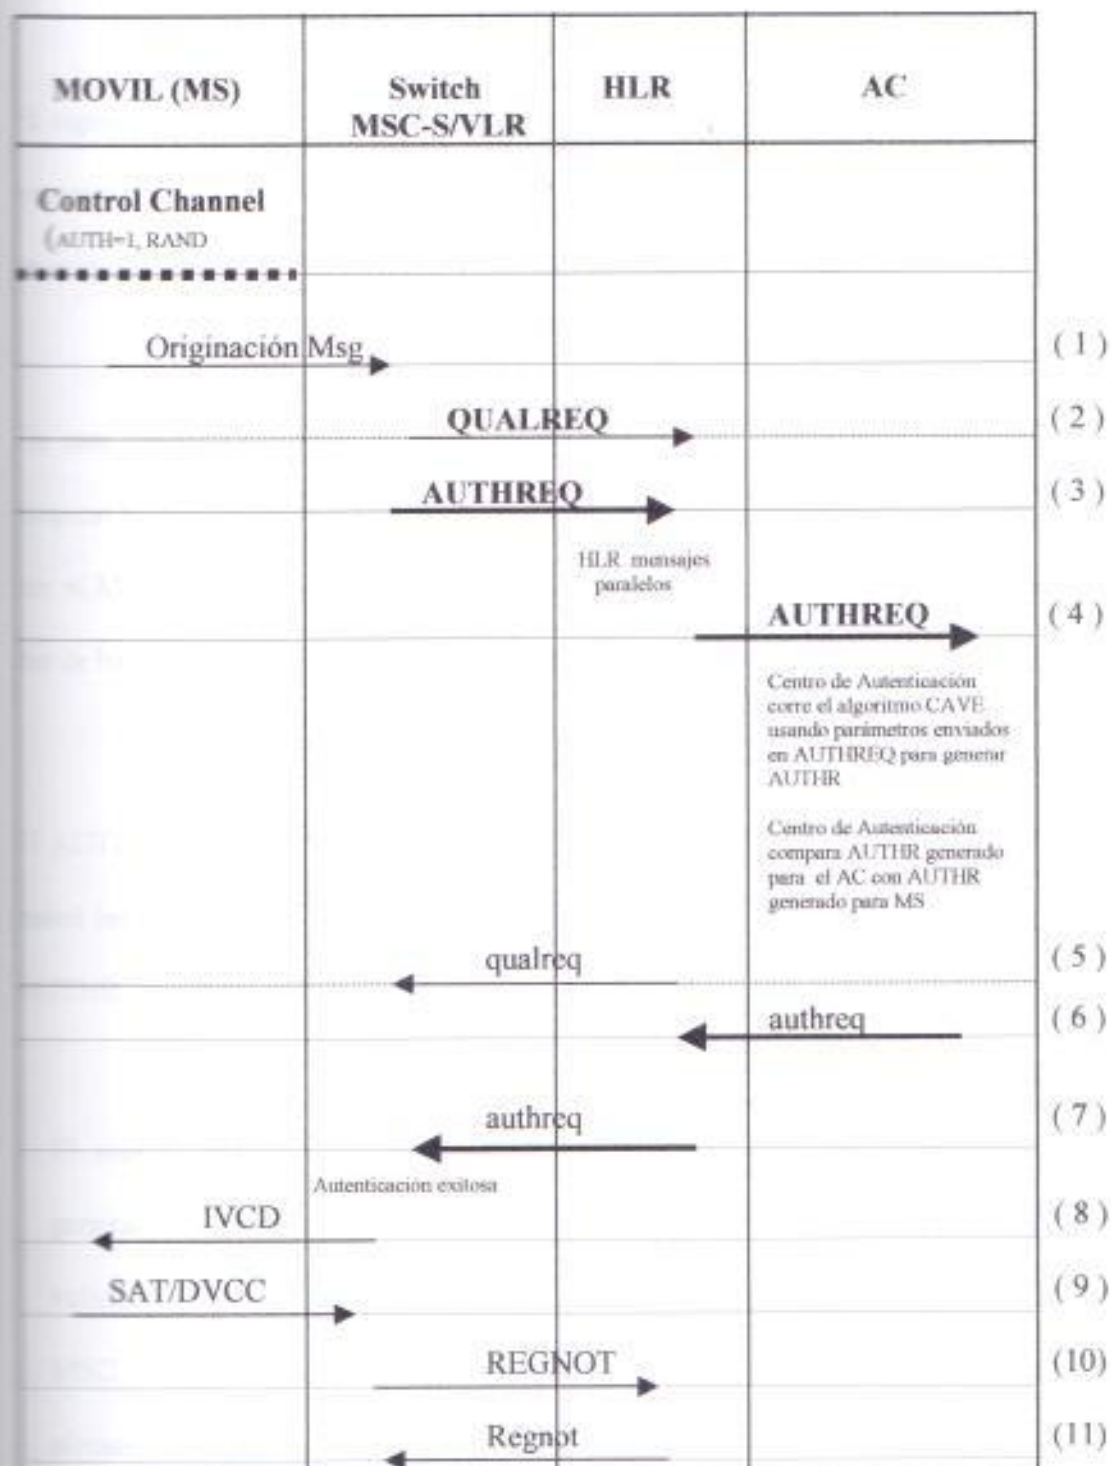 MOVIL (MS)
Switch
MSC-S/VLR
HLR
AC
Control Channel
(AUTH=1, RAND
Originación Msg
(1)
QUALREQ
(2)
AUTHREQ
(3)
HLR mensajes
paralelos
AUTHREQ
(4)
Centro de Autenticación
corre el algoritmo CAVE
usando parámetros enviados
en AUTHREQ para generar
AUTHR
Centro de Autenticación
compara AUTHR generado
para el AC con AUTHR
generado para MS
qualreq
(5)
authreq
(6)
authreq
(7)
Autenticación exitosa
IVCD
(8)
SAT/DVCC
(9)
REGNOT
(10)
Regnot
(11)